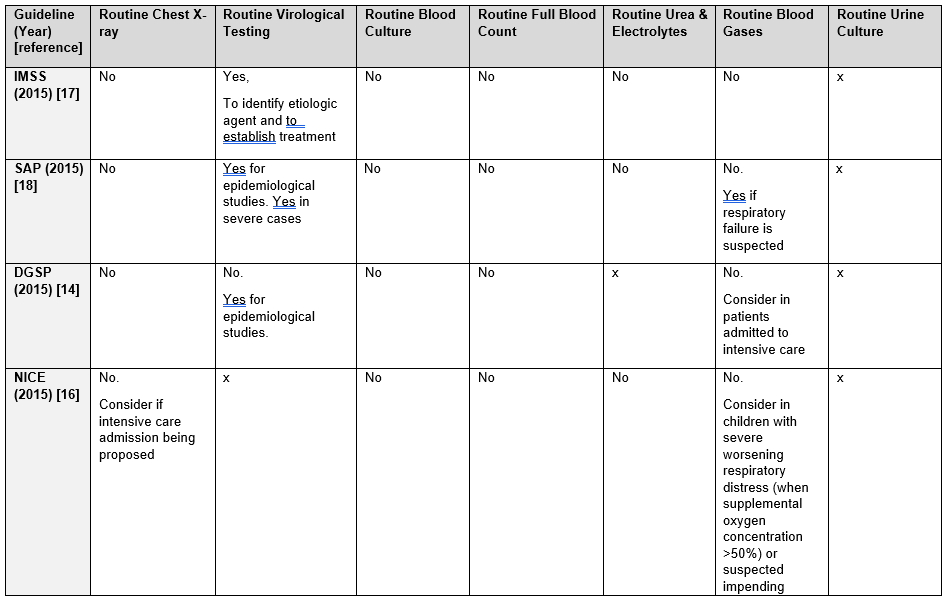 Guideline (Year) [reference]
Routine Chest X-ray
Routine Virological Testing
Routine Blood Culture
Routine Full Blood Count
Routine Urea & Electrolytes
Routine Blood Gases
Routine Urine Culture
IMSS (2015) [17]
No
Yes,
To identify etiologic
agent and to
establish treatment
No
No
No
No
x
SAP (2015)
[18]
No
Yes for
epidemiological
studies. Yes in
severe cases
No
No
No
No.
Yes if
respiratory
failure is
suspected
x
DGSP
(2015) [14]
No
No.
Yes for
epidemiological
studies.
No
No
x
No.
Consider in
patients
admitted to
intensive care
x
NICE
(2015) [16]
No.
Consider if
intensive care
admission being
proposed
x
No
No
No
No.
Consider in
children with
severe
worsening
respiratory
distress (when
supplemental
oxygen
concentration
>50%) or
suspected
impending
x